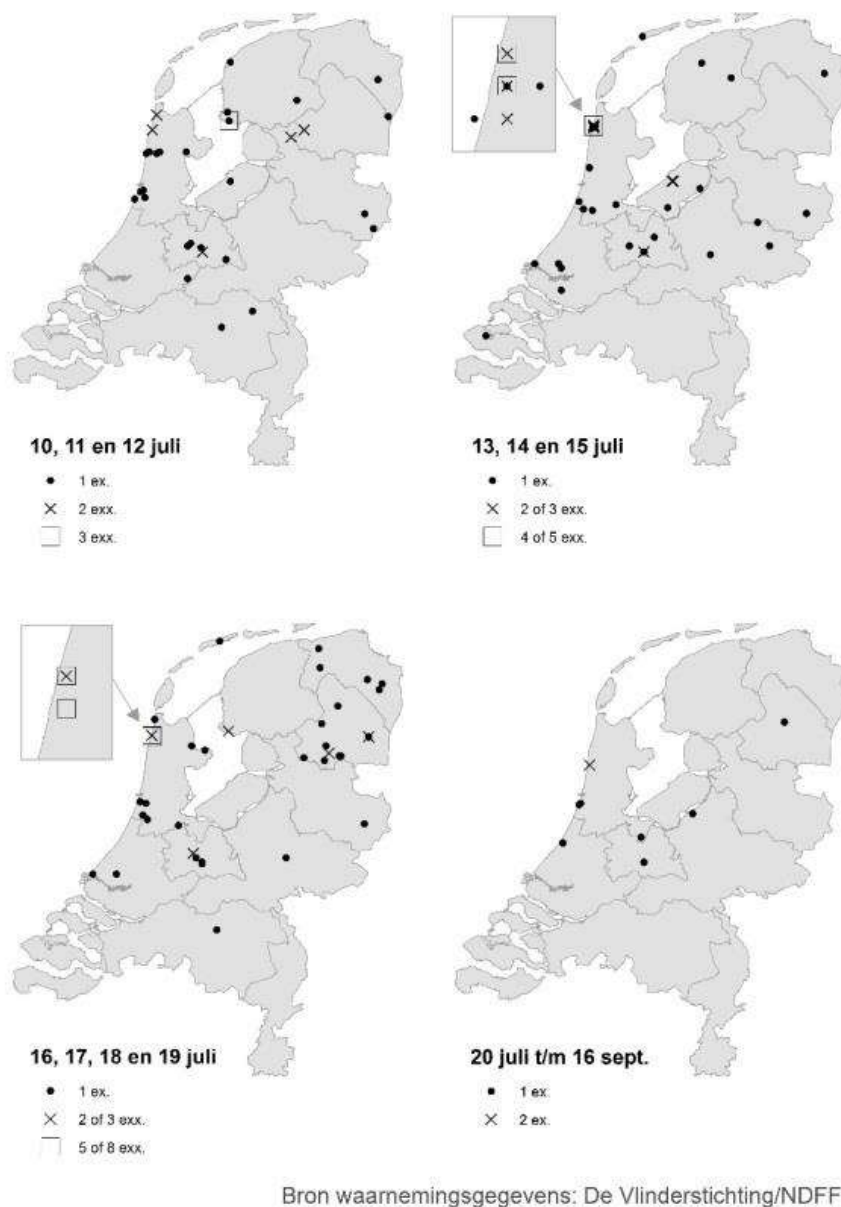 10, 11 en 12 juli
1 ex.
2 exx.
3 exx.
13, 14 en 15 juli
1 ex.
2 of 3 exx.
4 of 5 exx.
16, 17, 18 en 19 juli
1 ex.
2 of 3 exx.
5 of 8 exx.
20 juli t/m 16 sept.
1 ex.
2 ex.
Bron waarnemingsgegevens: De Vlinderstichting/NDFF